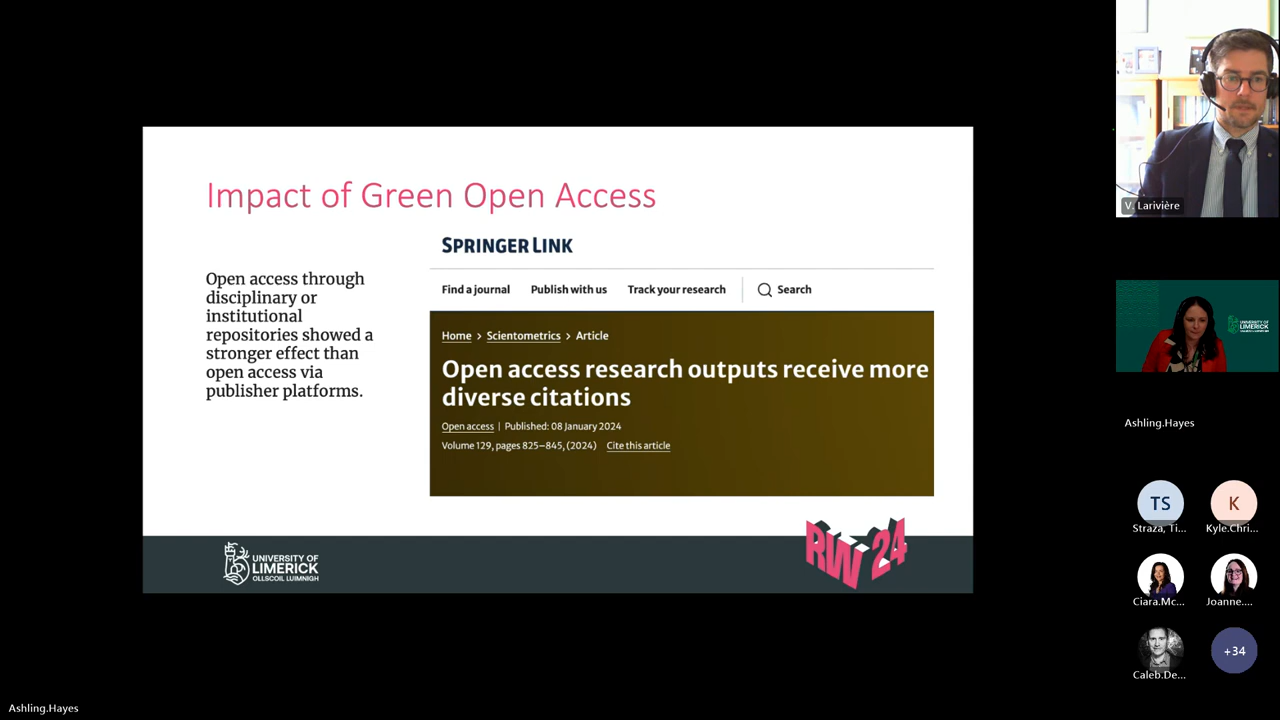 Impact of Green Open Access
Open access through
disciplinary or
institutional
repositories showed a
stronger effect than
open access via
publisher platforms.
SPRINGER LINK
Find a journal Publish with us Track your research Search
Home > Scientometrics > Article
Open access research outputs receive more
diverse citations
Open access | Published: 08 January 2024
Volume 129, pages 825–845, (2024) Cite this article
UNIVERSITY OF
LIMERICK
OLLSCOIL LUIMNIGH
RW 24
V. Larivière
UNIVERSITY OF
LIMERICK
Ashling.Hayes
TS
Straza, Ti...
K
Kyle.Chri...
Ciara.Mc...
Joanne....
Caleb.De...
+34
Ashling.Hayes